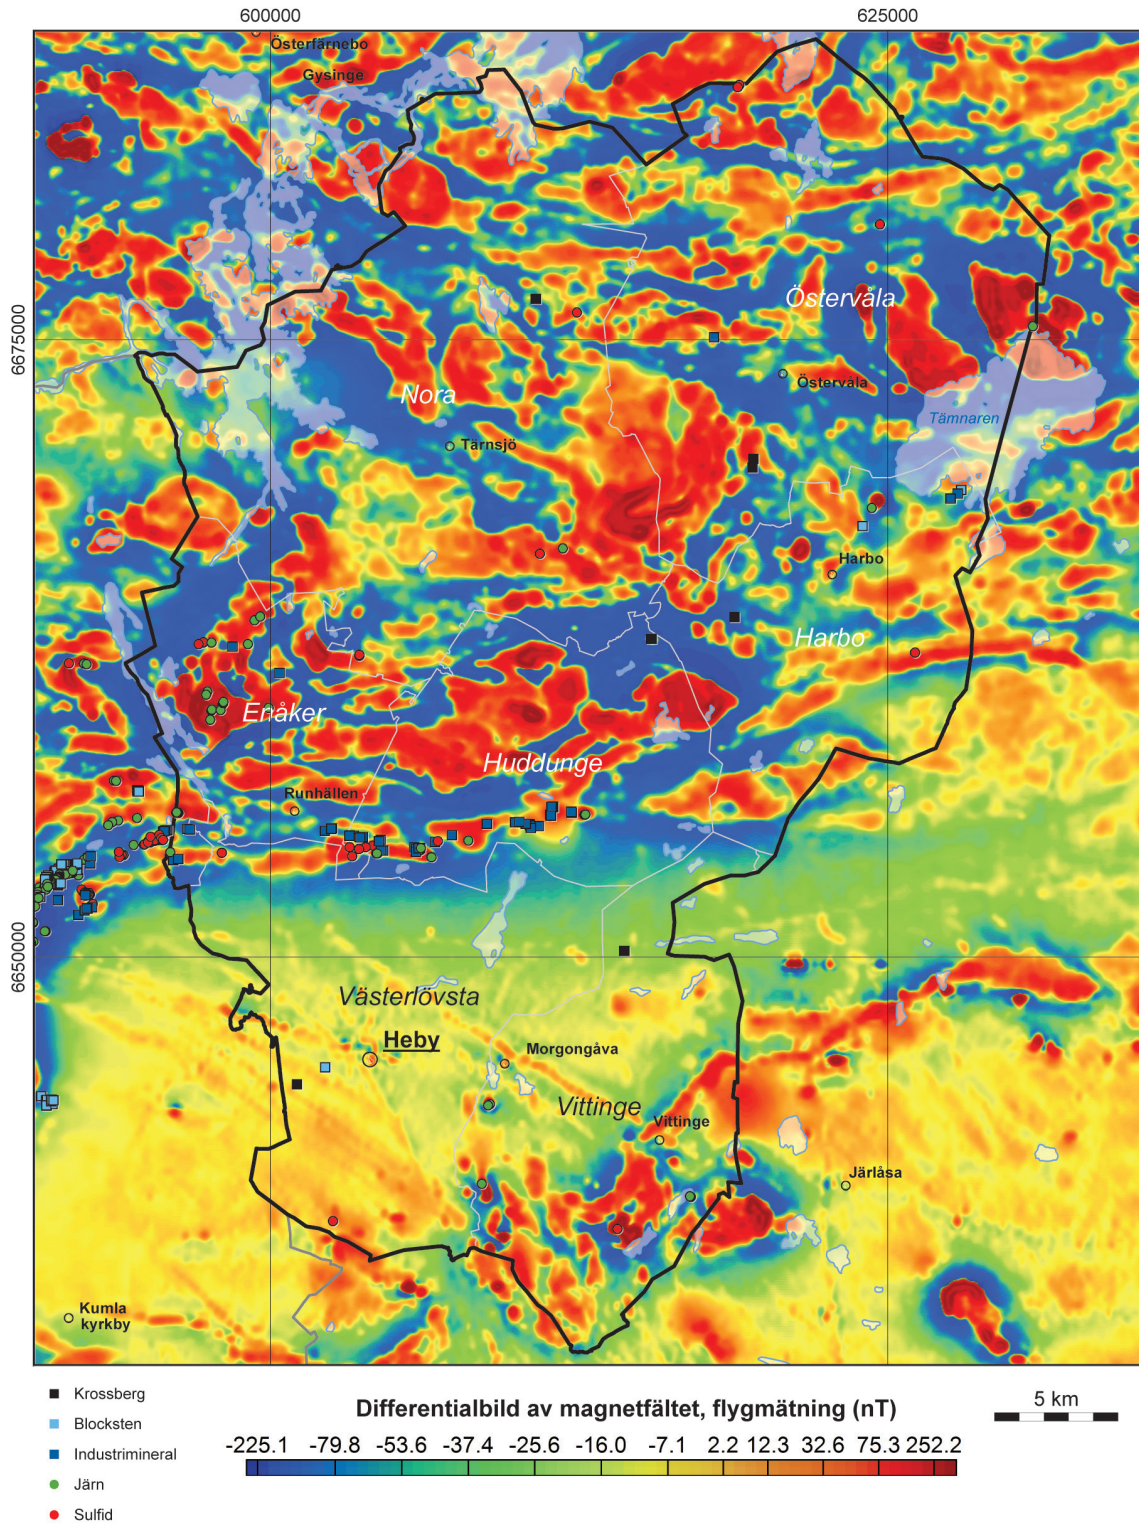 600000
625000
Österfärnebo
Gysinge
Östervåla
6675000
Östervåla
Nora
Tämnaren
Tärnsjö
Harbo
Harbo
Enåker
Huddunge
Runhällen
6650000
Västerlövsta
Heby
Morgongåva
Vittinge
Vittinge
Järlåsa
Kumla
kyrkby
Krossberg
Blocksten
Industrimineral
Järn
Sulfid
Differentialbild av magnetfältet, flygmätning (nT)
-225.1 -79.8 -53.6 -37.4 -25.6 -16.0 -7.1 2.2 12.3 32.6 75.3 252.2
5 km